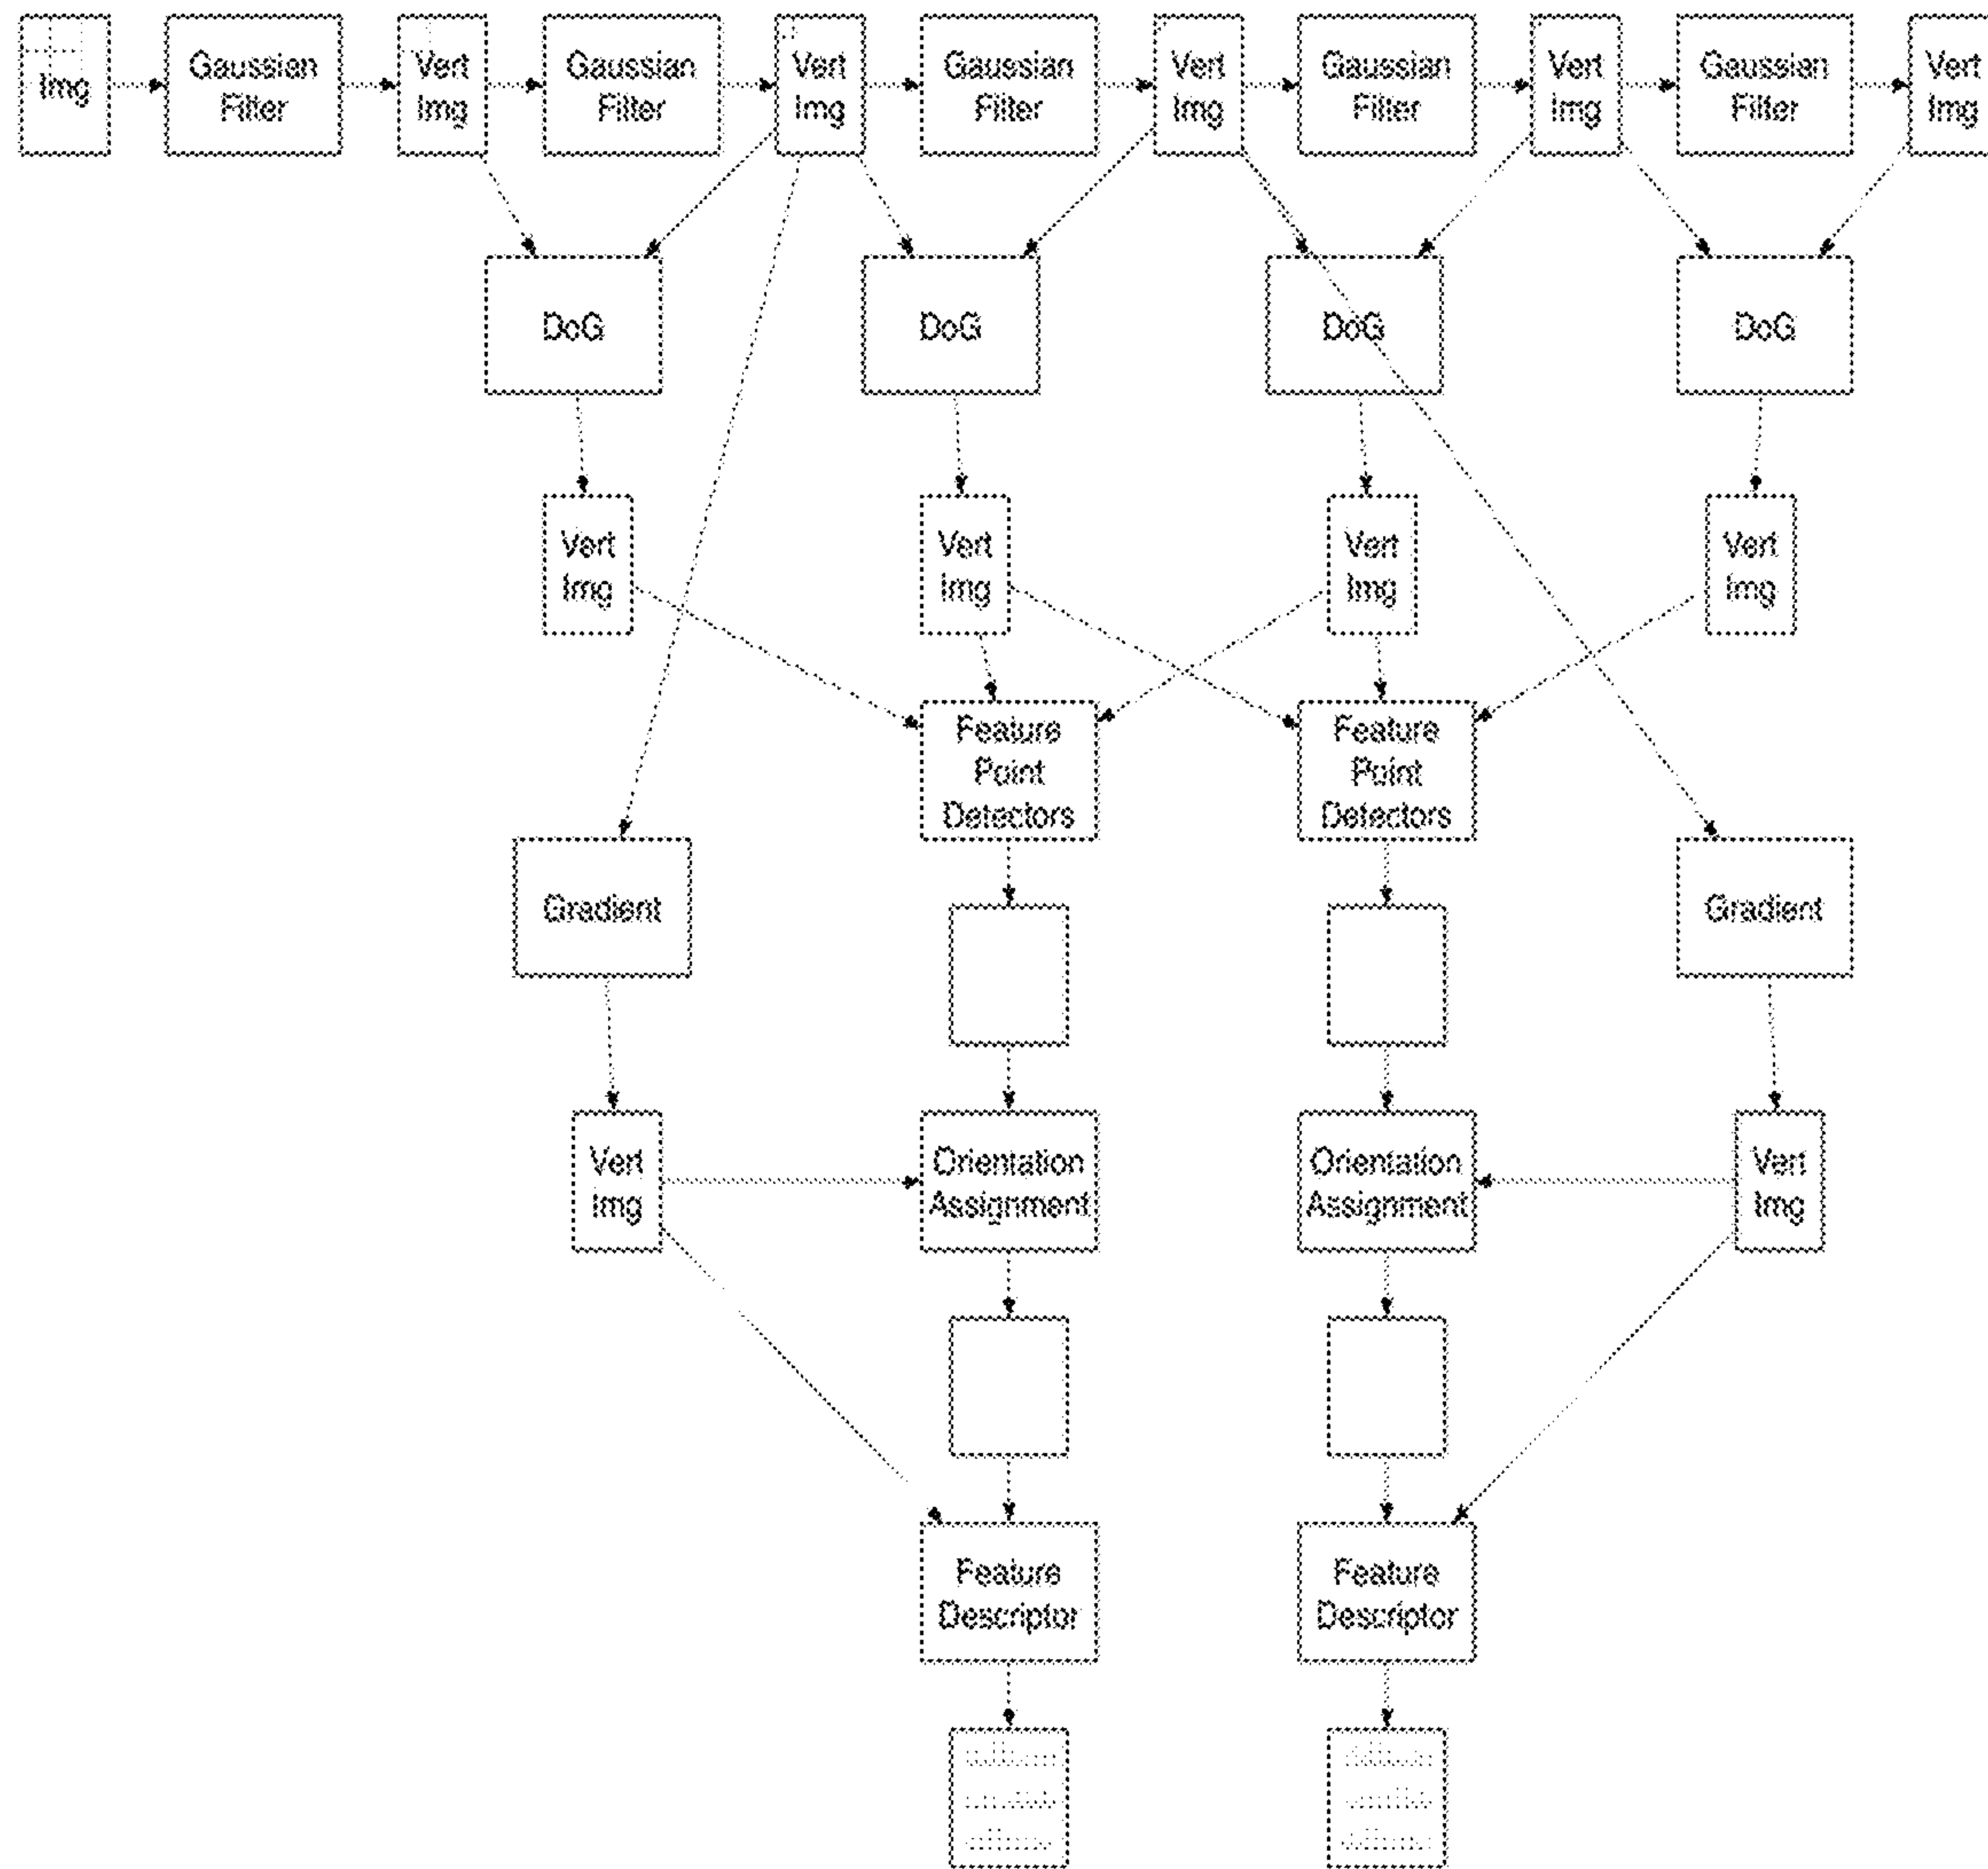 Img
Gaussian
Filter
Vert
Img
Gaussian
Filter
Vert
Img
Gaussian
Filter
Vert
Img
Gaussian
Filter
Vert
Img
Gaussian
Filter
Vert
Img
DoG
DoG
DoG
DoG
Vert
Img
Vert
Img
Vert
Img
Vert
Img
Feature
Point
Detectors
Feature
Point
Detectors
Gradient
Gradient
Vert
Img
Orientation
Assignment
Orientation
Assignment
Vert
Img
Feature
Descriptor
Feature
Descriptor